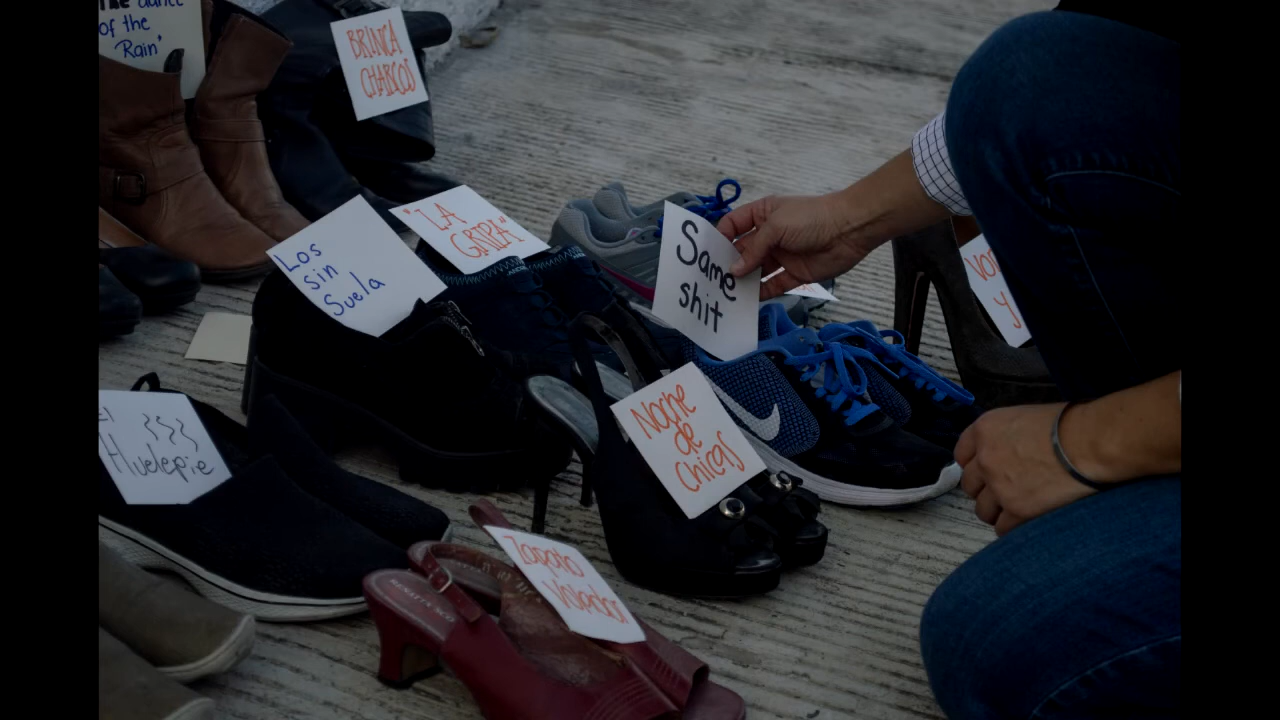 The dance
of the
Rain'
BRINCA
CHARCOS
Los
sin
Suela
"LA
GRIPA"
Same
shit
El
Huelepie
Noche
de
chicas
Zapato
Volador
y